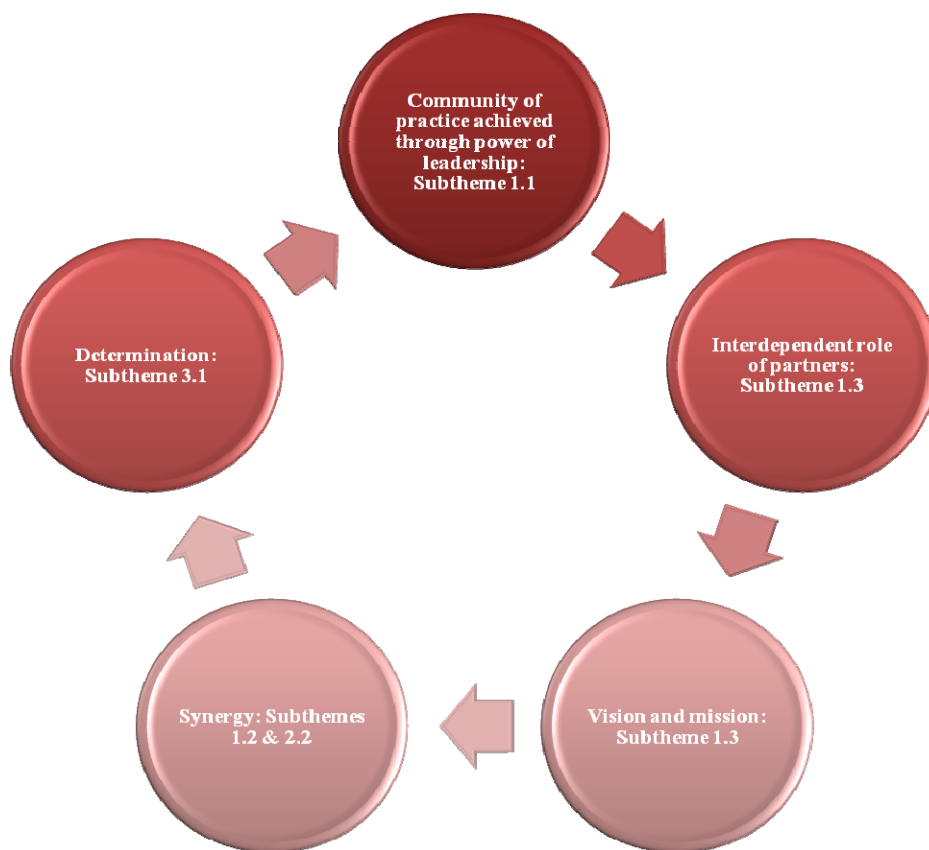 Community of
practice achieved
through power of
leadership:
Subtheme 1.1
Interdependent role
of partners:
Subtheme 1.3
Vision and mission:
Subtheme 1.3
Synergy: Subthemes
1.2 & 2.2
Determination:
Subtheme 3.1